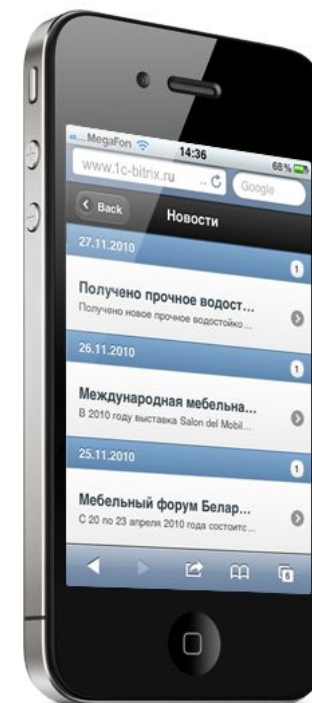 MegaFon 14:36 68%
www.1c-bitrix.ru .. Google
Back Новости
27.11.2010 1
Получено прочное водост...
Получено новое прочное водостойко...
26.11.2010 1
Международная мебельна...
В 2010 году выставка Salon del Mobil...
25.11.2010 1
Мебельный форум Белар...
С 20 по 23 апреля 2010 года состоитс...
6